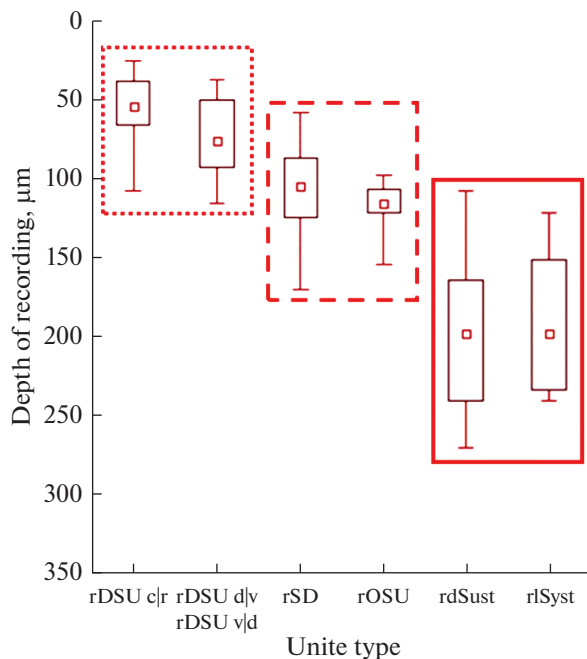 0
50
100
150
200
250
300
350
Depth of recording, µm
rDSU c|r rDSU d|v rSD rOSU rdSust rlSyst
rDSU v|d
Unite type